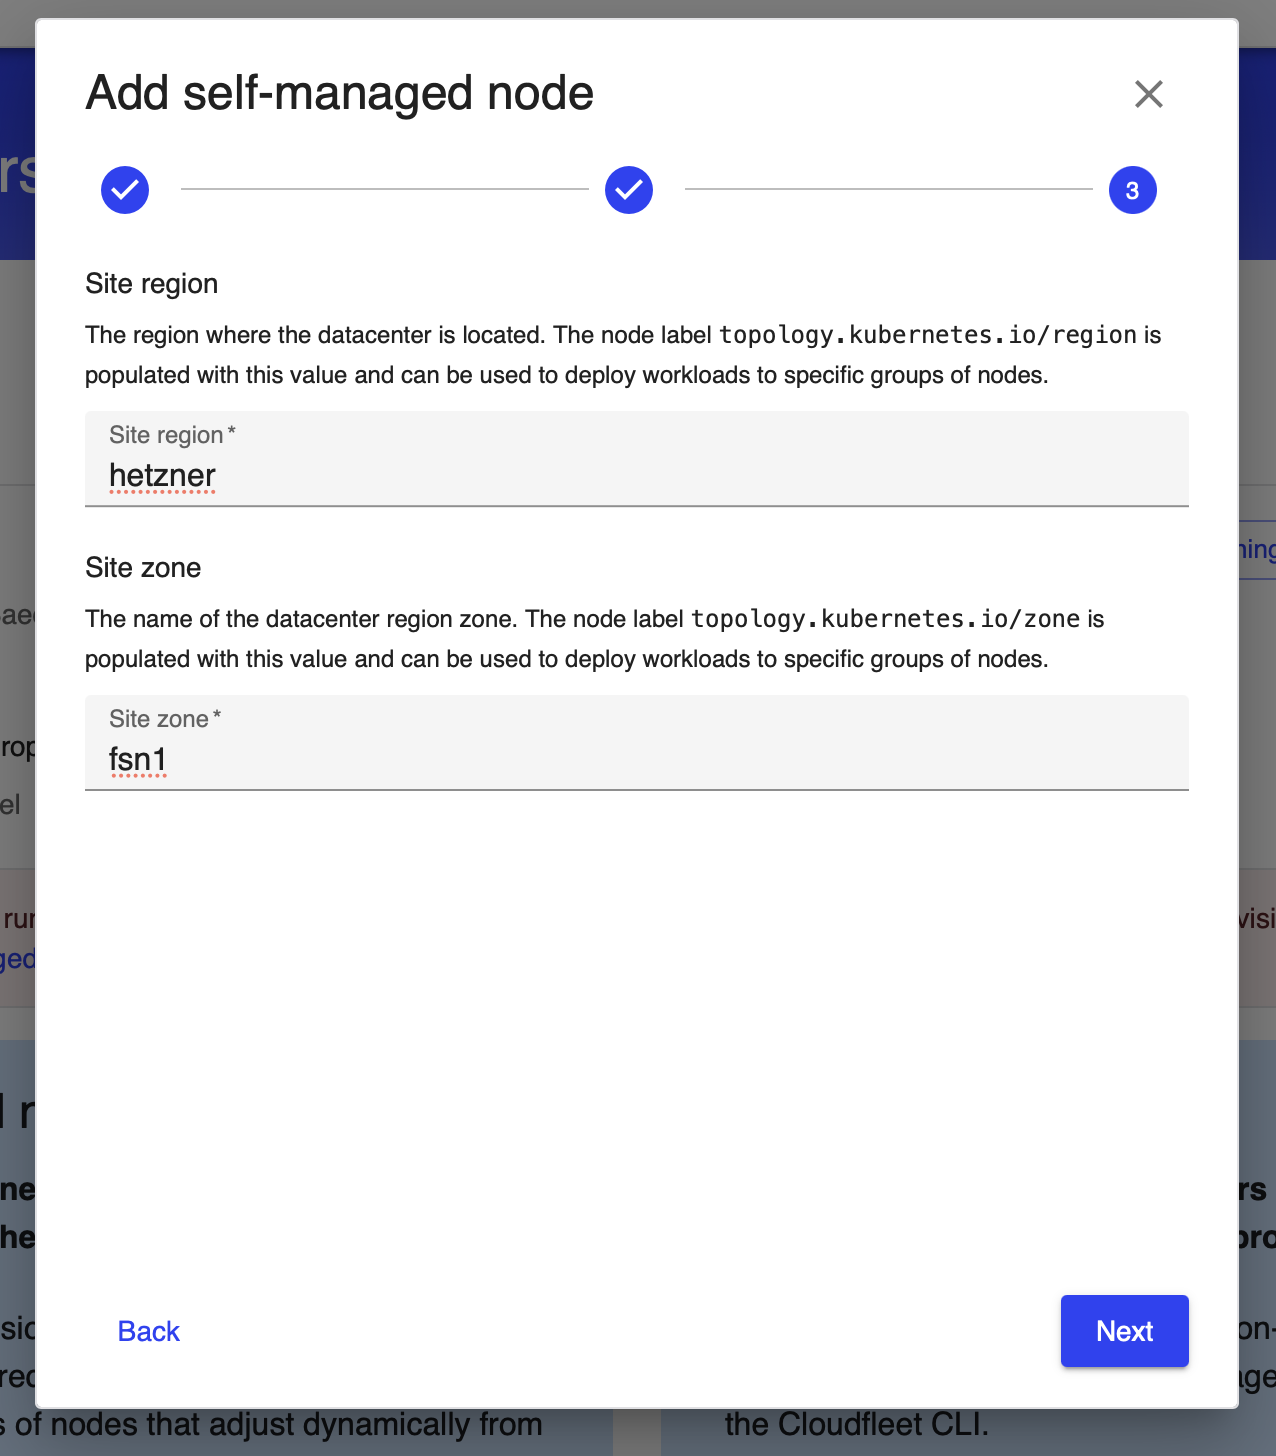 Add self-managed node
3
Site region
The region where the datacenter is located. The node label topology.kubernetes.io/region is
populated with this value and can be used to deploy workloads to specific groups of nodes.
Site region*
hetzner
Site zone
The name of the datacenter region zone. The node label topology.kubernetes.io/zone is
populated with this value and can be used to deploy workloads to specific groups of nodes.
Site zone*
fsn1
Back
Next
of nodes that adjust dynamically from
the Cloudfleet CLI.